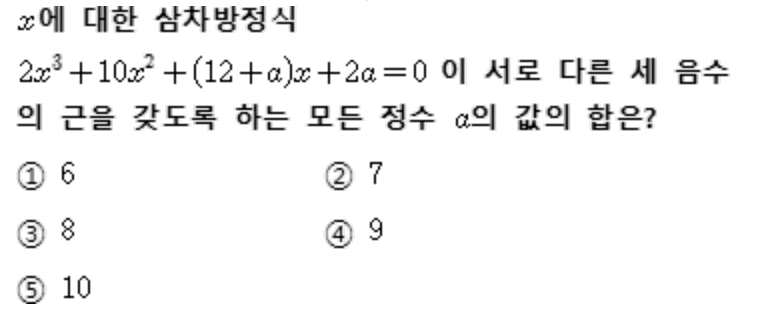 x에 대한 삼차방정식
2x³+10x²+(12+a)x+2a=0 이 서로 다른 세 음수
의 근을 갖도록 하는 모든 정수 a의 값의 합은?
① 6 ② 7
③ 8 ④ 9
⑤ 10